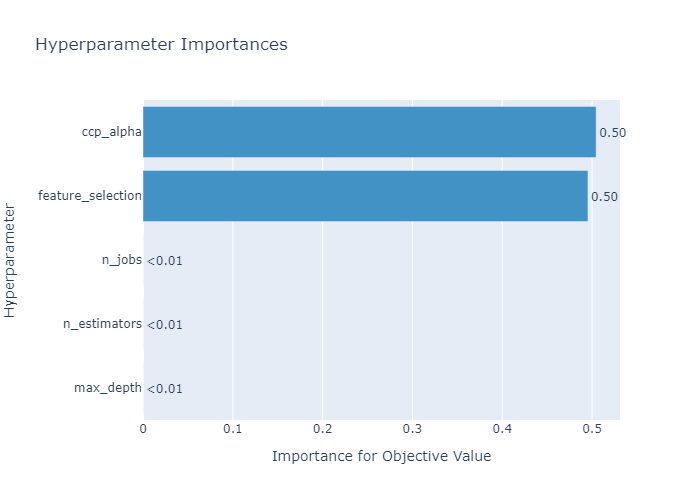 Hyperparameter Importances
Hyperparameter
ccp_alpha 0.50
feature_selection 0.50
n_jobs <0.01
n_estimators <0.01
max_depth <0.01
0 0.1 0.2 0.3 0.4 0.5
Importance for Objective Value